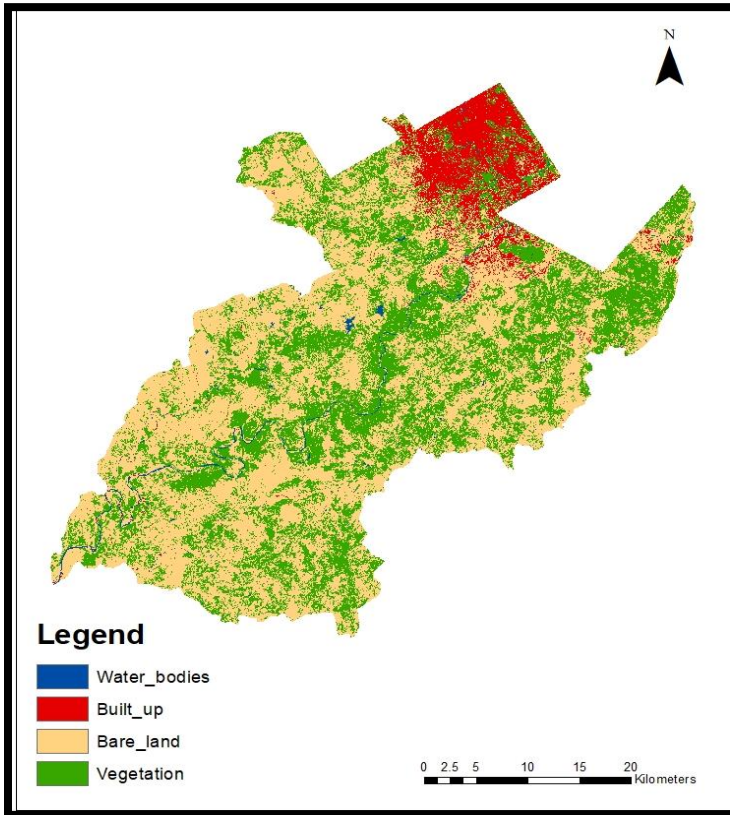 N
Legend
Water_bodies
Built_up
Bare_land
Vegetation
0 2.5 5 10 15 20
Kilometers